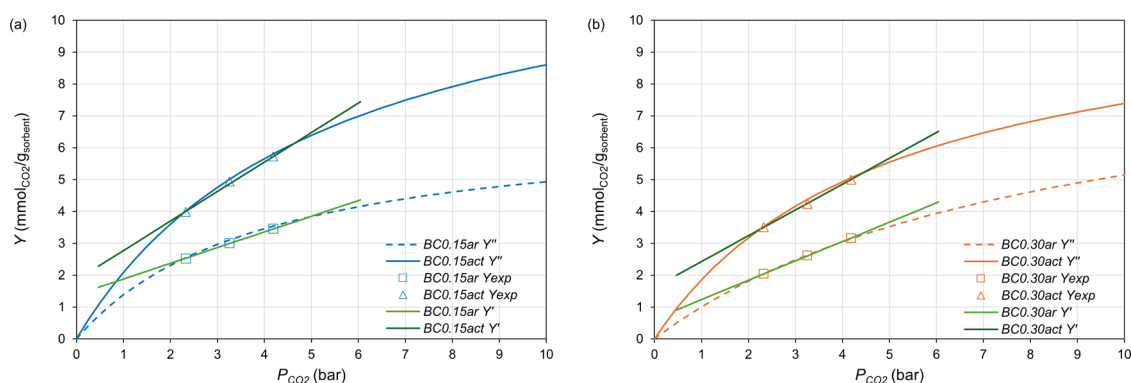 (a)
10
9
8
7
6
5
4
3
2
1
0
Y (mmolCO2/gsorbent)
0 1 2 3 4 5 6 7 8 9 10
PCO2 (bar)
BC0.15ar Y"
BC0.15act Y"
BC0.15ar Yexp
BC0.15act Yexp
BC0.15ar Y'
BC0.15act Y'
(b)
10
9
8
7
6
5
4
3
2
1
0
Y (mmolCO2/gsorbent)
0 1 2 3 4 5 6 7 8 9 10
PCO2 (bar)
BC0.30ar Y"
BC0.30act Y"
BC0.30ar Yexp
BC0.30act Yexp
BC0.30ar Y'
BC0.30act Y'